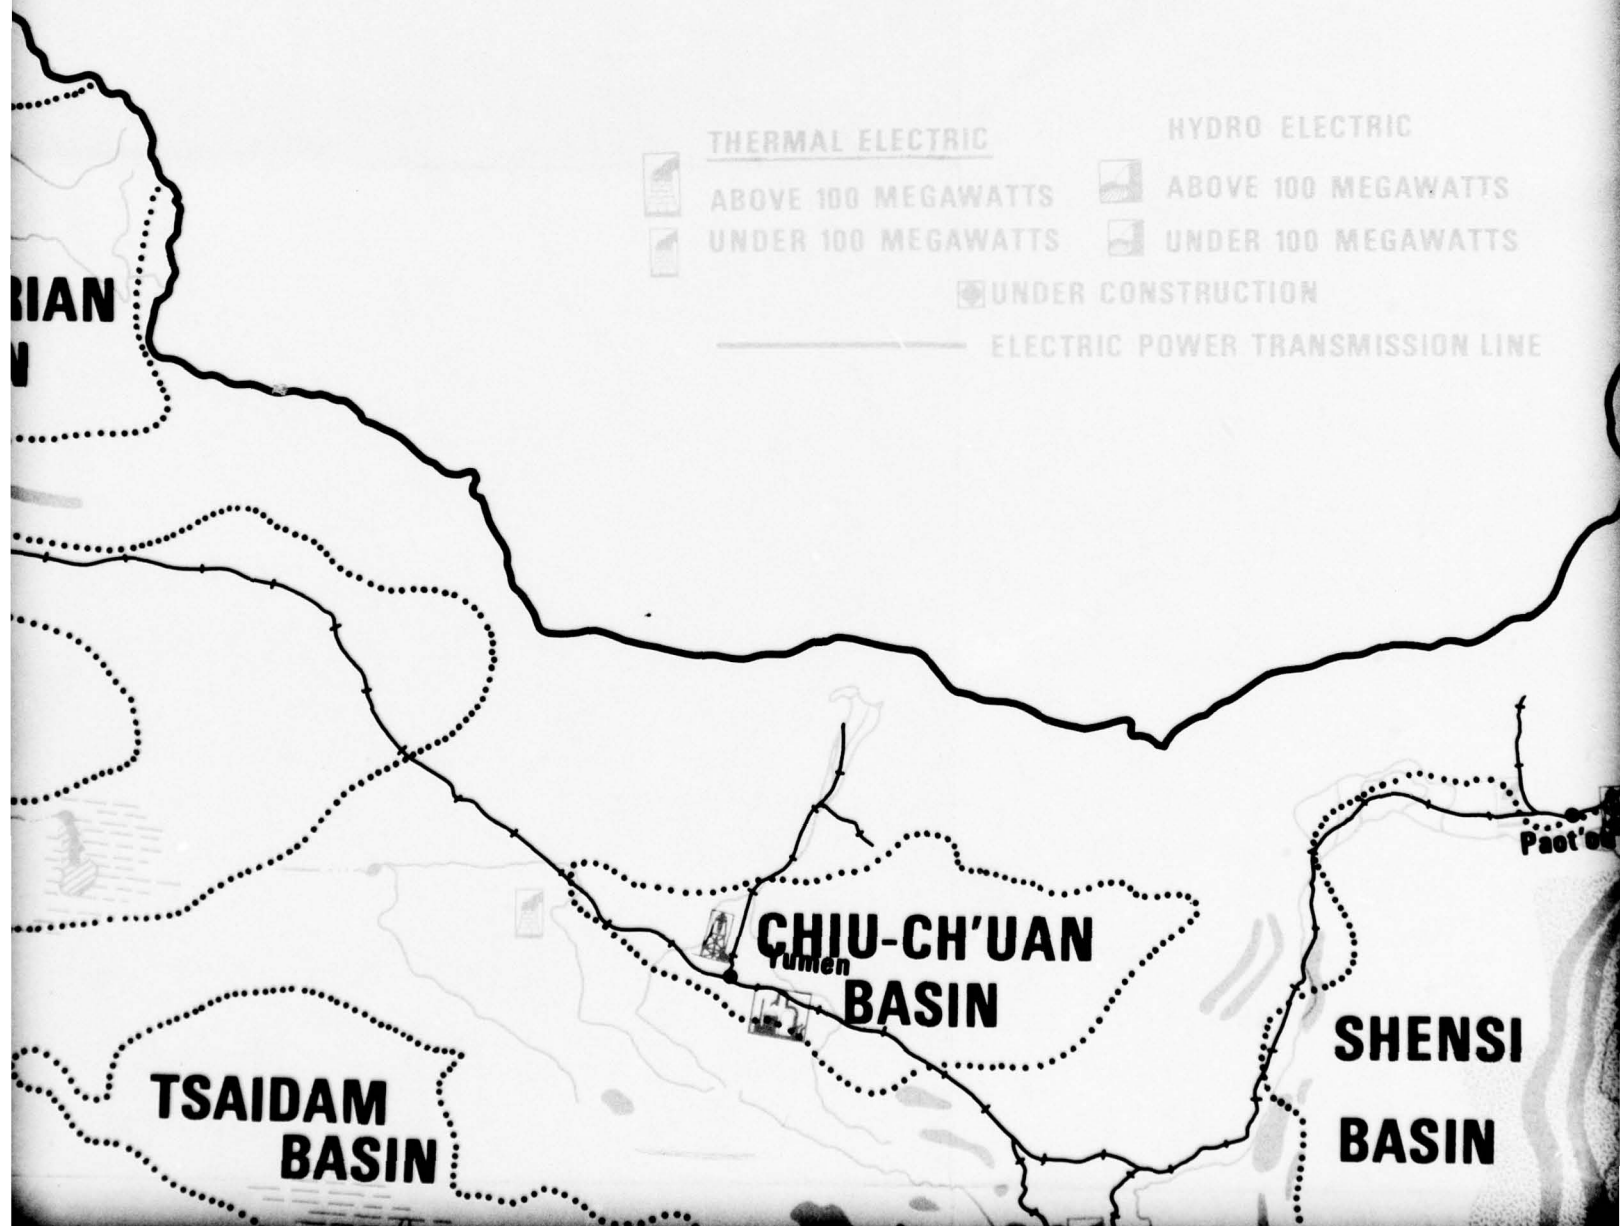 THERMAL ELECTRIC
ABOVE 100 MEGAWATTS
UNDER 100 MEGAWATTS
HYDRO ELECTRIC
ABOVE 100 MEGAWATTS
UNDER 100 MEGAWATTS
UNDER CONSTRUCTION
ELECTRIC POWER TRANSMISSION LINE
RIAN
N
CHIU-CH'UAN
Yumen
BASIN
Paot'ou
SHENSI
BASIN
TSAIDAM
BASIN